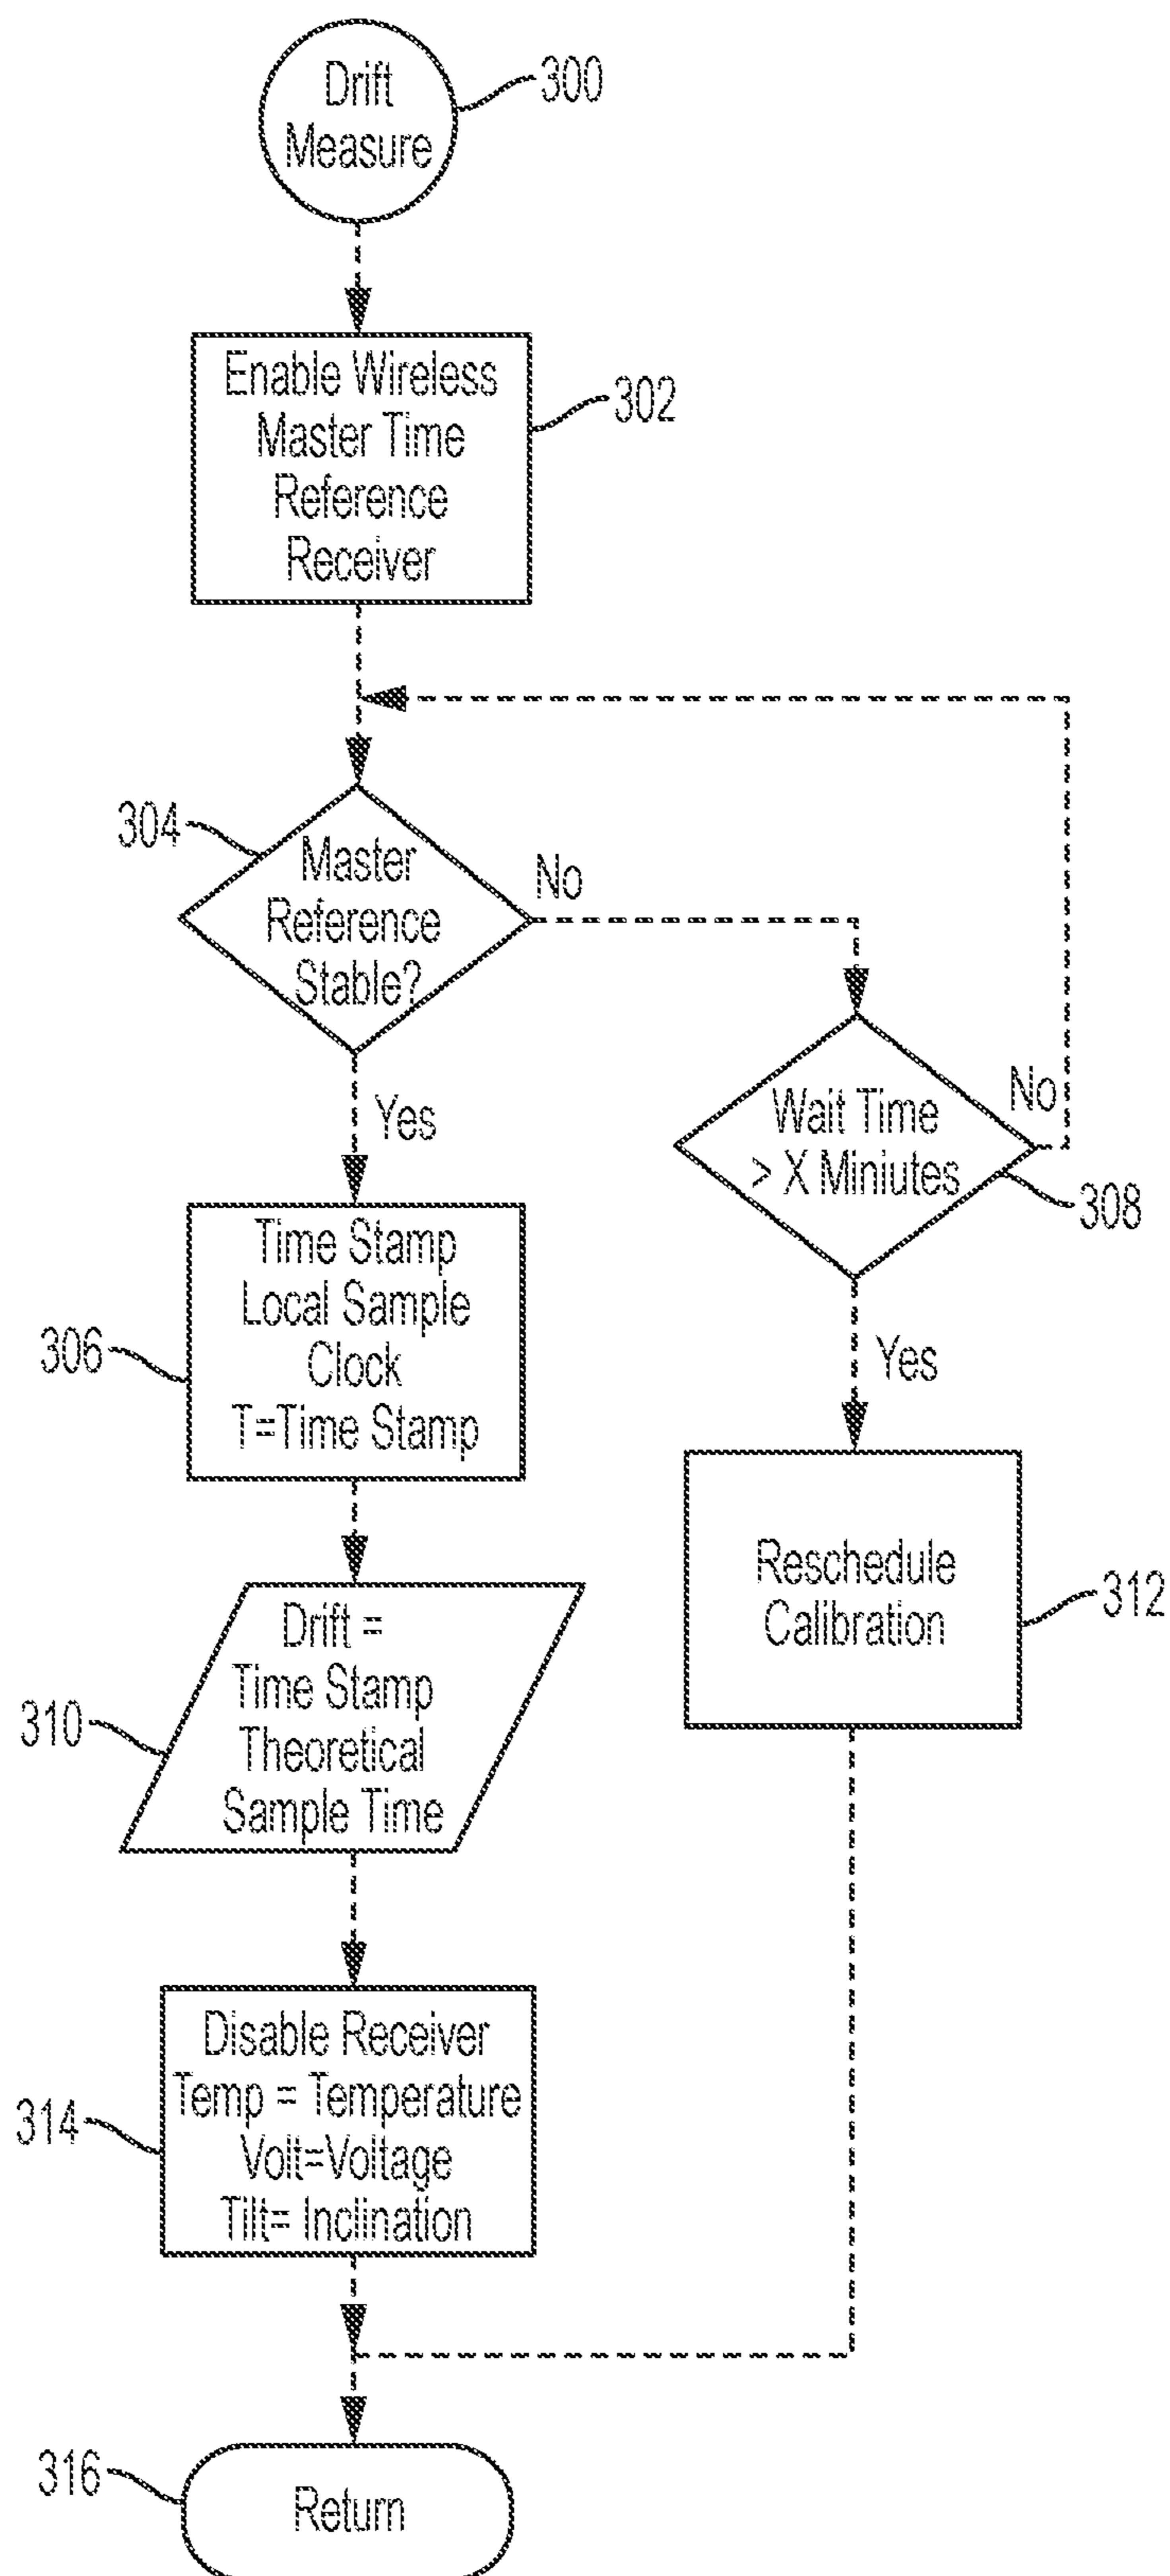 Drift
Measure
300
Enable Wireless
Master Time
Reference
Receiver
302
304
Master
Reference
Stable?
No
Yes
Wait Time
> X Miniutes
No
308
Yes
306
Time Stamp
Local Sample
Clock
T=Time Stamp
Reschedule
Calibration
312
310
Drift =
Time Stamp
Theoretical
Sample Time
314
Disable Receiver
Temp = Temperature
Volt=Voltage
Tilt= Inclination
316
Return